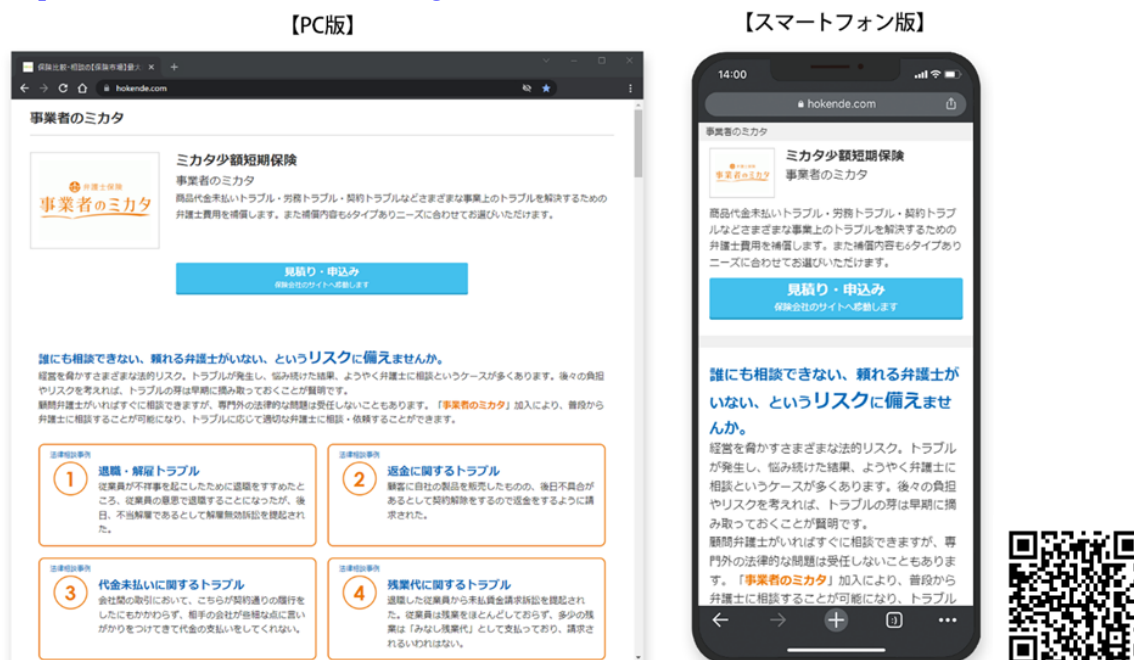 【PC版】
保険比較・相談の【保険市場】最大
hokende.com
事業者のミカタ
弁護士保険
事業者のミカタ
ミカタ少額短期保険
事業者のミカタ
商品代金未払いトラブル・労務トラブル・契約トラブルなどさまざまな事業上のトラブルを解決するための
弁護士費用を補償します。また補償内容も6タイプありニーズに合わせてお選びいただけます。
見積り・申込み
保険会社のサイトへ移動します
誰にも相談できない、頼れる弁護士がいない、というリスクに備えませんか。
経営を脅かすさまざまな法的リスク。トラブルが発生し、悩み続けた結果、ようやく弁護士に相談というケースが多くあります。後々の負担
やリスクを考えれば、トラブルの芽は早期に摘み取っておくことが賢明です。
顧問弁護士がいればすぐに相談できますが、専門外の法律的な問題は受任しないこともあります。「事業者のミカタ」加入により、普段から
弁護士に相談することが可能になり、トラブルに応じて適切な弁護士に相談・依頼することができます。
法律相談事例
1
退職・解雇トラブル
従業員が不祥事を起こしたために退職をすすめたと
ころ、従業員の意思で退職することになったが、後
日、不当解雇であるとして解雇無効訴訟を提起され
た。
法律相談事例
2
返金に関するトラブル
顧客に自社の製品を販売したものの、後日不具合が
あるとして契約解除をするので返金をするように請
求された。
法律相談事例
3
代金未払いに関するトラブル
会社間の取引において、こちらが契約通りの履行を
したにもかかわらず、相手の会社が些細な点に言い
がかりをつけてきて代金の支払いをしてくれない。
法律相談事例
4
残業代に関するトラブル
退職した従業員から未払賃金請求訴訟を提起され
た。従業員は残業をほとんどしておらず、多少の残
業は「みなし残業代」として支払っており、請求さ
れるいわれはない。
【スマートフォン版】
14:00
hokende.com
事業者のミカタ
事業者のミカタ
ミカタ少額短期保険
事業者のミカタ
商品代金未払いトラブル・労務トラブル・契約トラブ
ルなどさまざまな事業上のトラブルを解決するための
弁護士費用を補償します。また補償内容も6タイプあり
ニーズに合わせてお選びいただけます。
見積り・申込み
保険会社のサイトへ移動します
誰にも相談できない、頼れる弁護士が
いない、というリスクに備えませ
んか。
経営を脅かすさまざまな法的リスク。トラブル
が発生し、悩み続けた結果、ようやく弁護士に
相談というケースが多くあります。後々の負担
やリスクを考えれば、トラブルの芽は早期に摘
み取っておくことが賢明です。
顧問弁護士がいればすぐに相談できますが、専
門外の法律的な問題は受任しないこともありま
す。「事業者のミカタ」加入により、普段から
弁護士に相談することが可能になり、トラブル